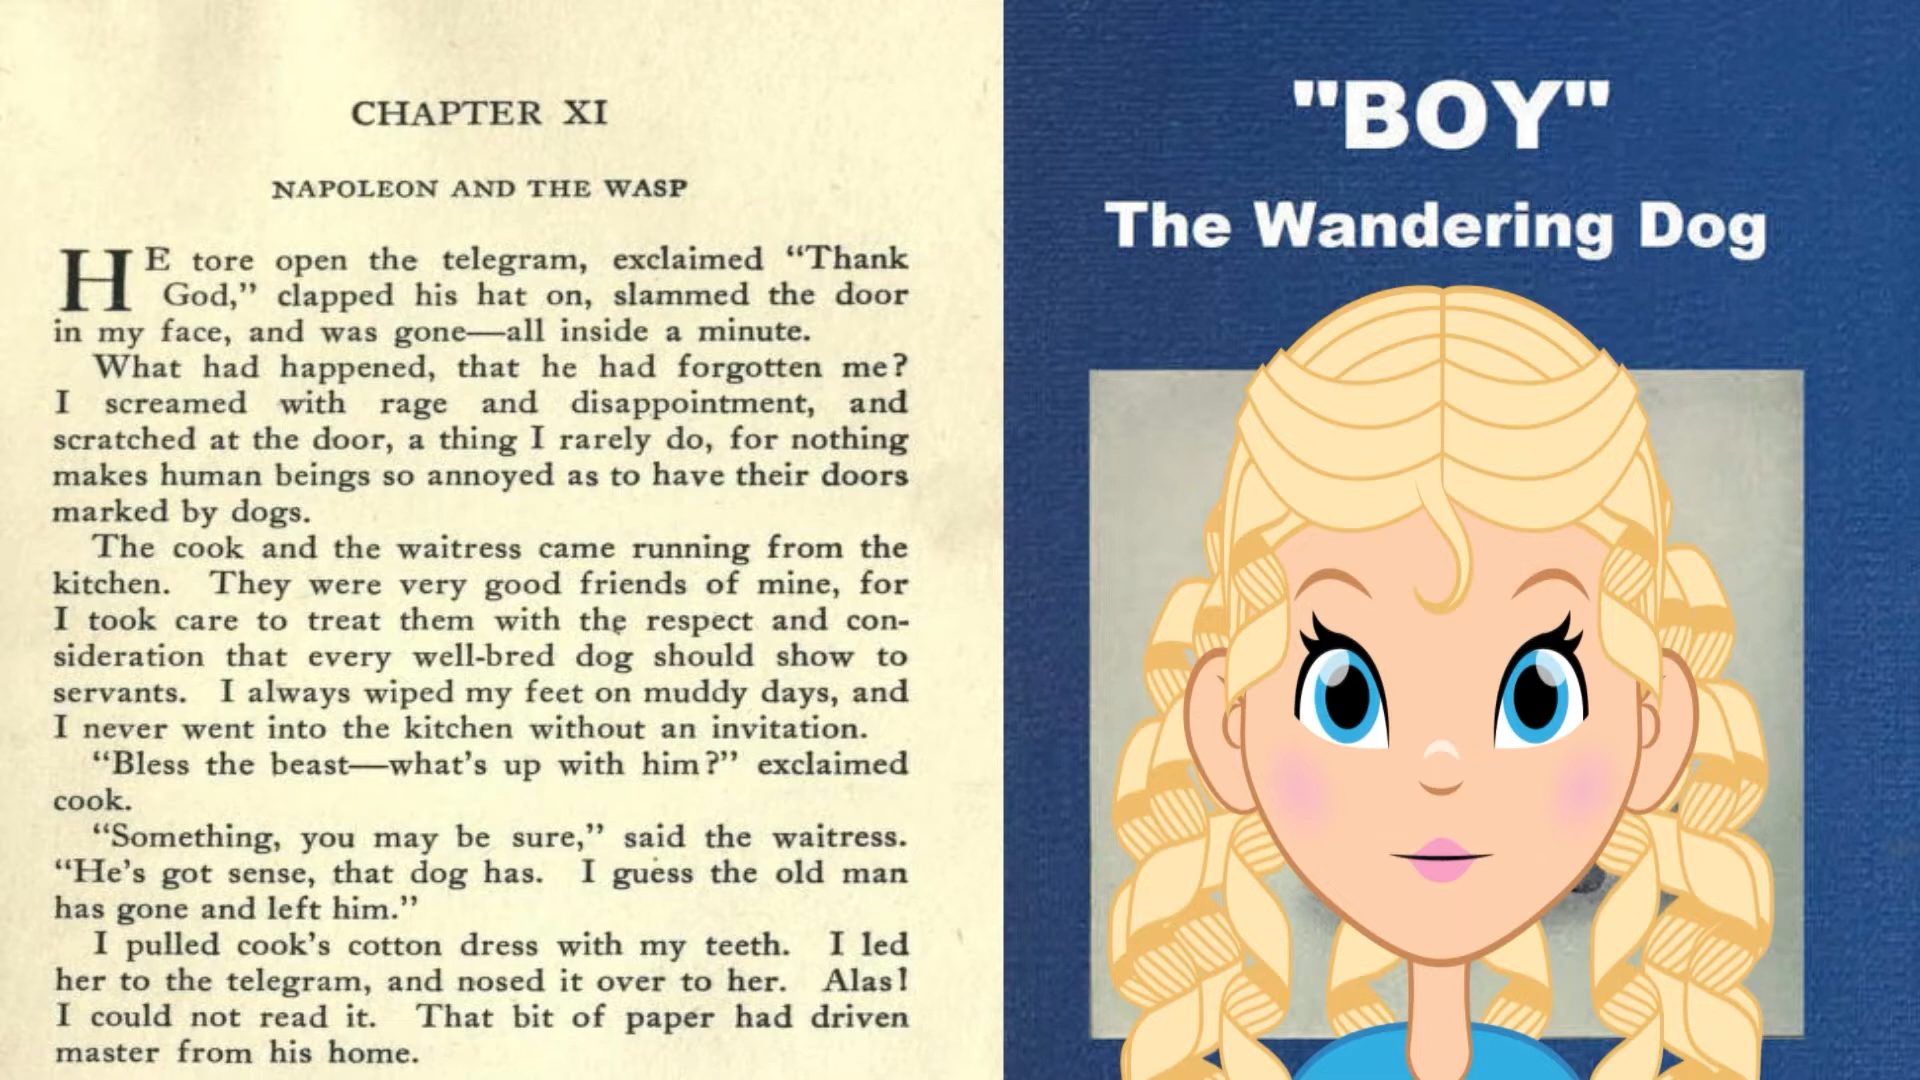 CHAPTER XI
NAPOLEON AND THE WASP
HE tore open the telegram, exclaimed “Thank
God,” clapped his hat on, slammed the door
in my face, and was gone—all inside a minute.
What had happened, that he had forgotten me?
I screamed with rage and disappointment, and
scratched at the door, a thing I rarely do, for nothing
makes human beings so annoyed as to have their doors
marked by dogs.
The cook and the waitress came running from the
kitchen. They were very good friends of mine, for
I took care to treat them with the respect and con-
sideration that every well-bred dog should show to
servants. I always wiped my feet on muddy days, and
I never went into the kitchen without an invitation.
“Bless the beast—what’s up with him?” exclaimed
cook.
“Something, you may be sure,” said the waitress.
“He’s got sense, that dog has. I guess the old man
has gone and left him.”
I pulled cook’s cotton dress with my teeth. I led
her to the telegram, and nosed it over to her. Alas!
I could not read it. That bit of paper had driven
master from his home.
"BOY"
The Wandering Dog